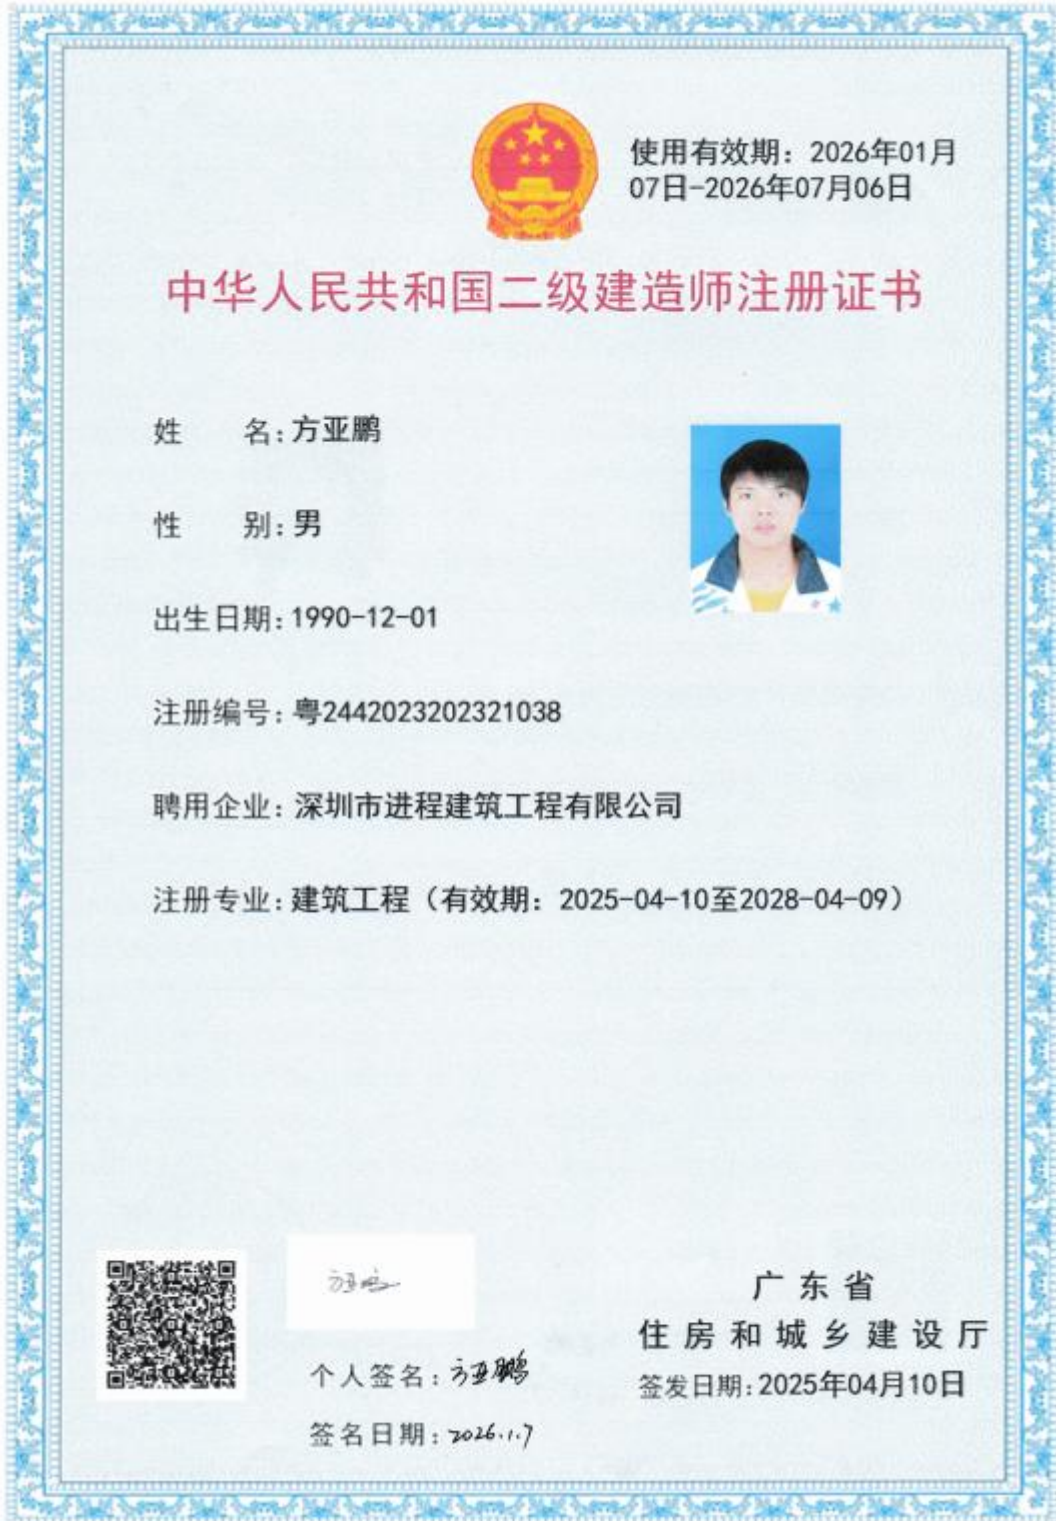 使用有效期：2026年01月
07日-2026年07月06日
中华人民共和国二级建造师注册证书
姓 名：方亚鹏
性 别：男
出生日期：1990-12-01
注册编号：粤2442023202321038
聘用企业：深圳市进程建筑工程有限公司
注册专业：建筑工程（有效期：2025-04-10至2028-04-09）
广东省
住房和城乡建设厅
个人签名：方亚鹏
签发日期：2025年04月10日
签名日期：2026.1.7